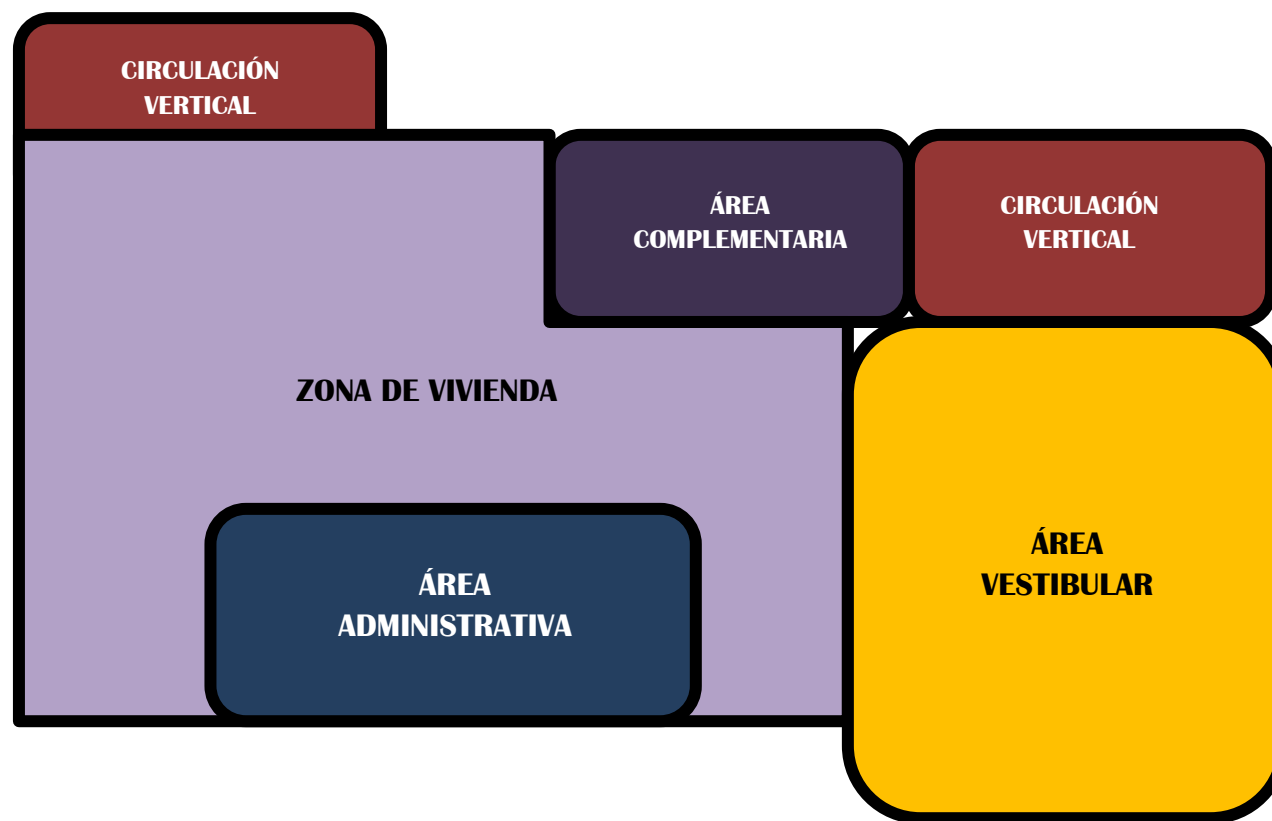 CIRCULACIÓN
VERTICAL
ÁREA
COMPLEMENTARIA
CIRCULACIÓN
VERTICAL
ZONA DE VIVIENDA
ÁREA
VESTIBULAR
ÁREA
ADMINISTRATIVA